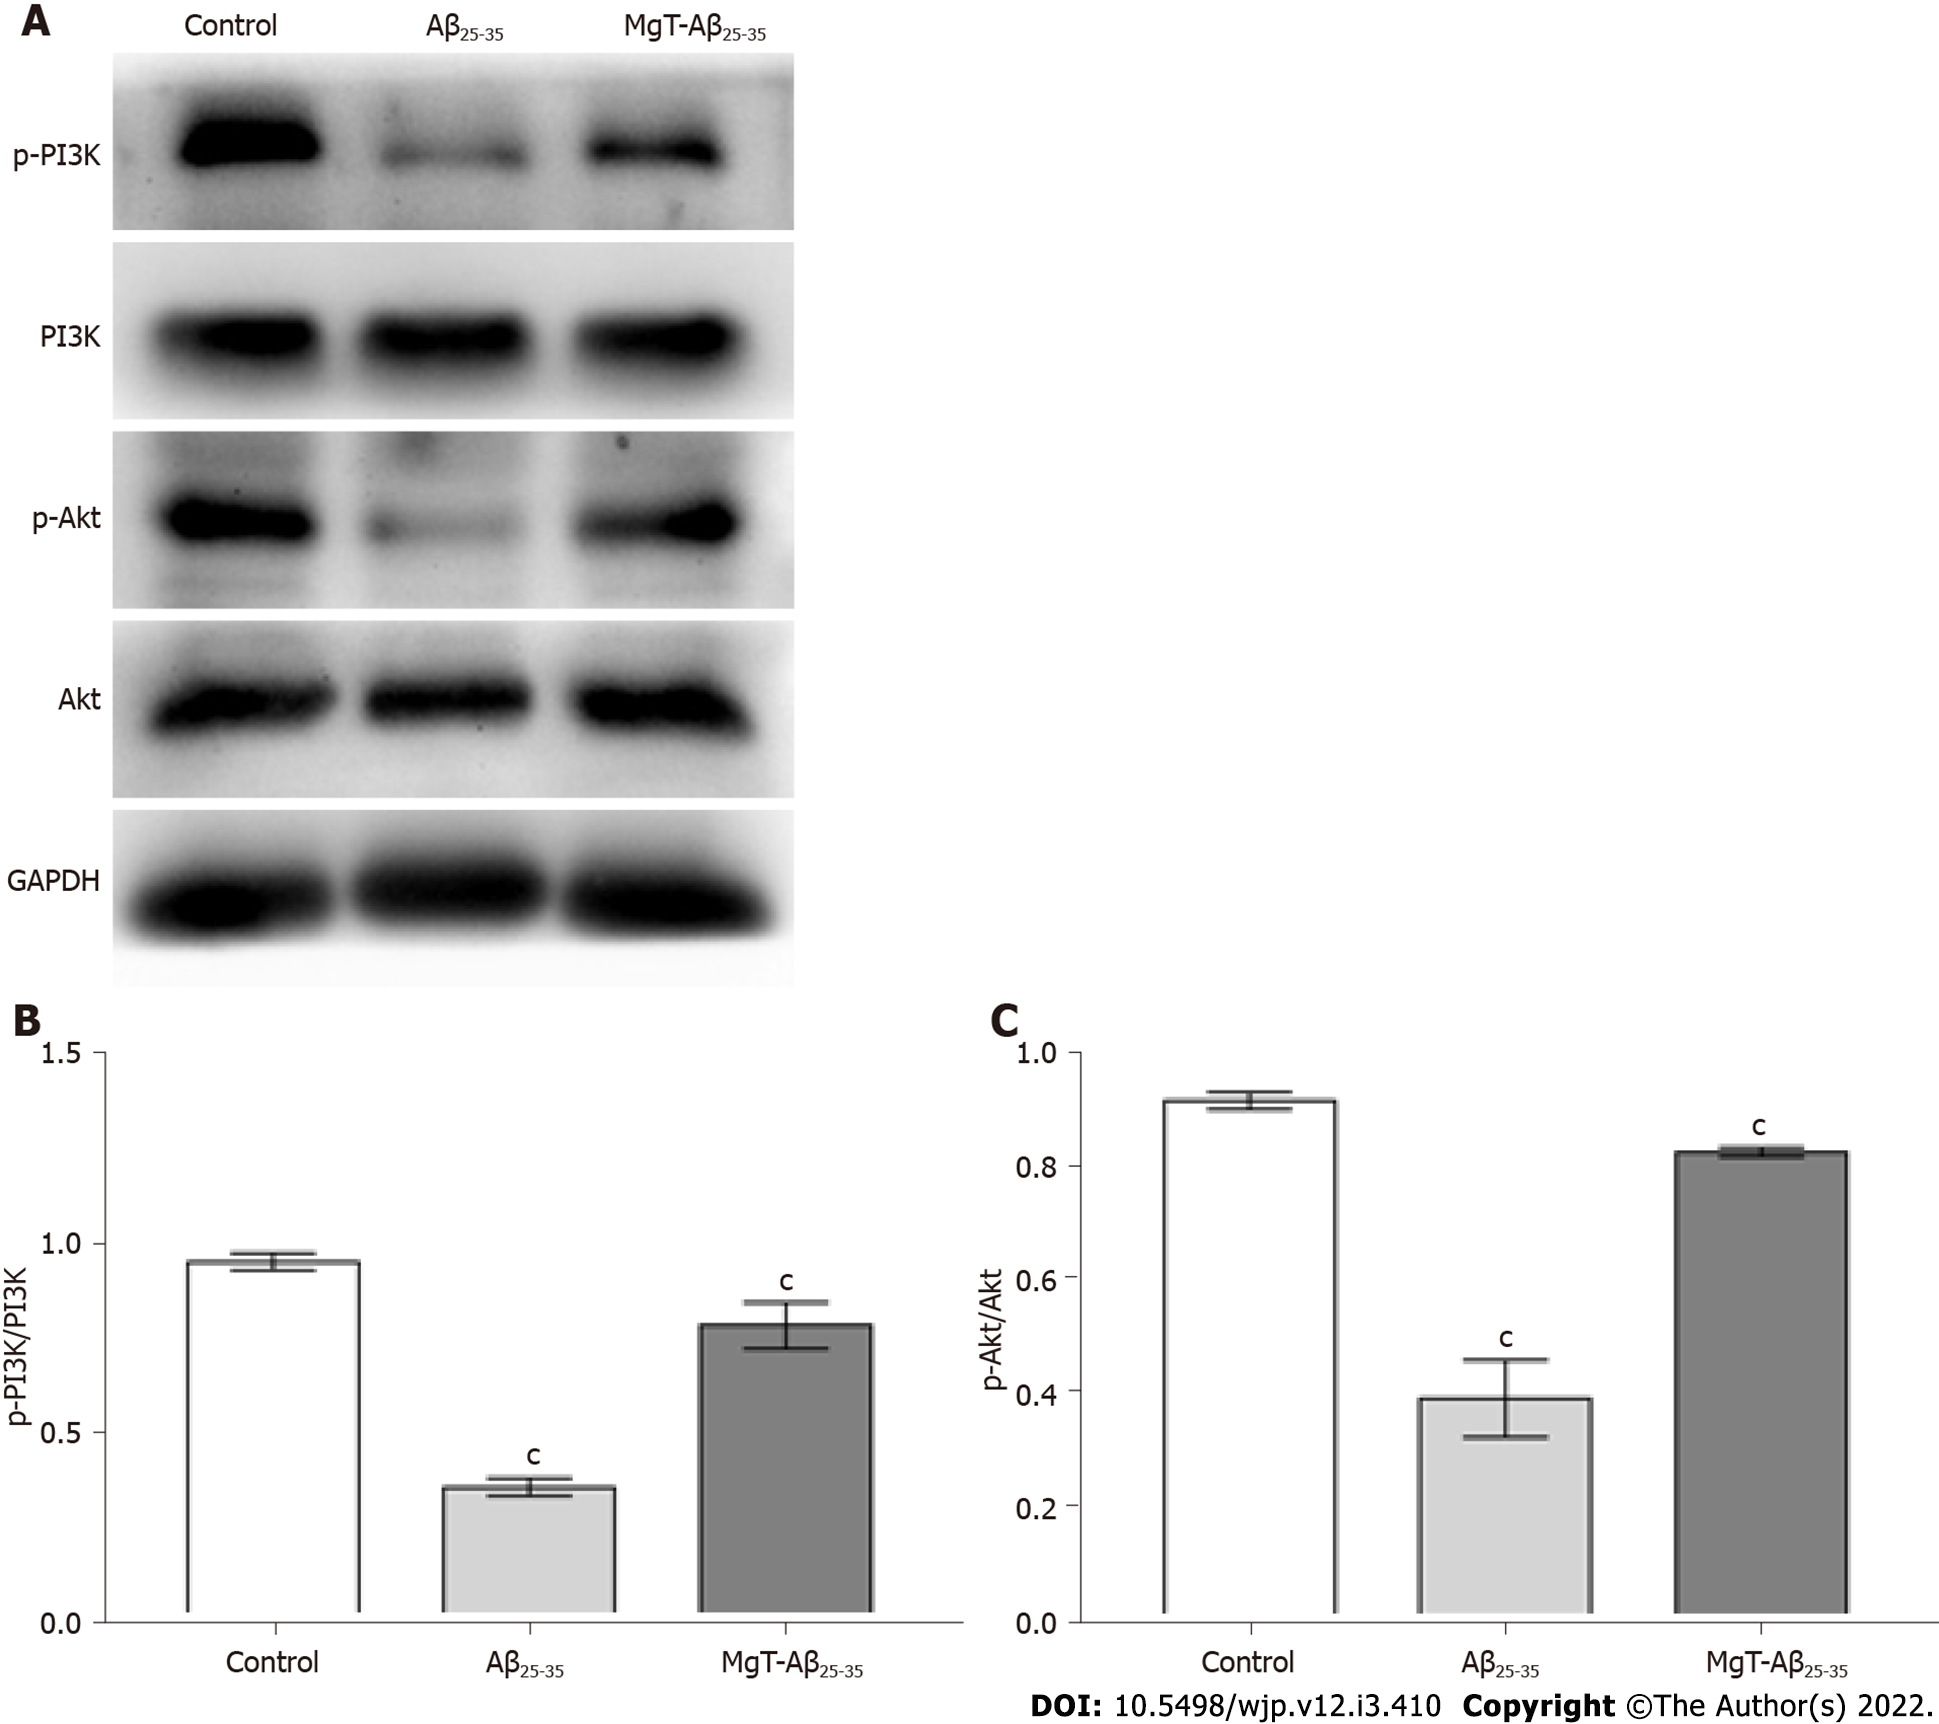 A
Control Aβ25-35 MgT-Aβ25-35
p-PI3K
PI3K
p-Akt
Akt
GAPDH
B
1.5
1.0
0.5
0.0
p-PI3K/PI3K
c
c
Control Aβ25-35 MgT-Aβ25-35
C
1.0
0.8
0.6
0.4
0.2
0.0
p-Akt/Akt
c
c
Control Aβ25-35 MgT-Aβ25-35
DOI: 10.5498/wjp.v12.i3.410 Copyright ©The Author(s) 2022.